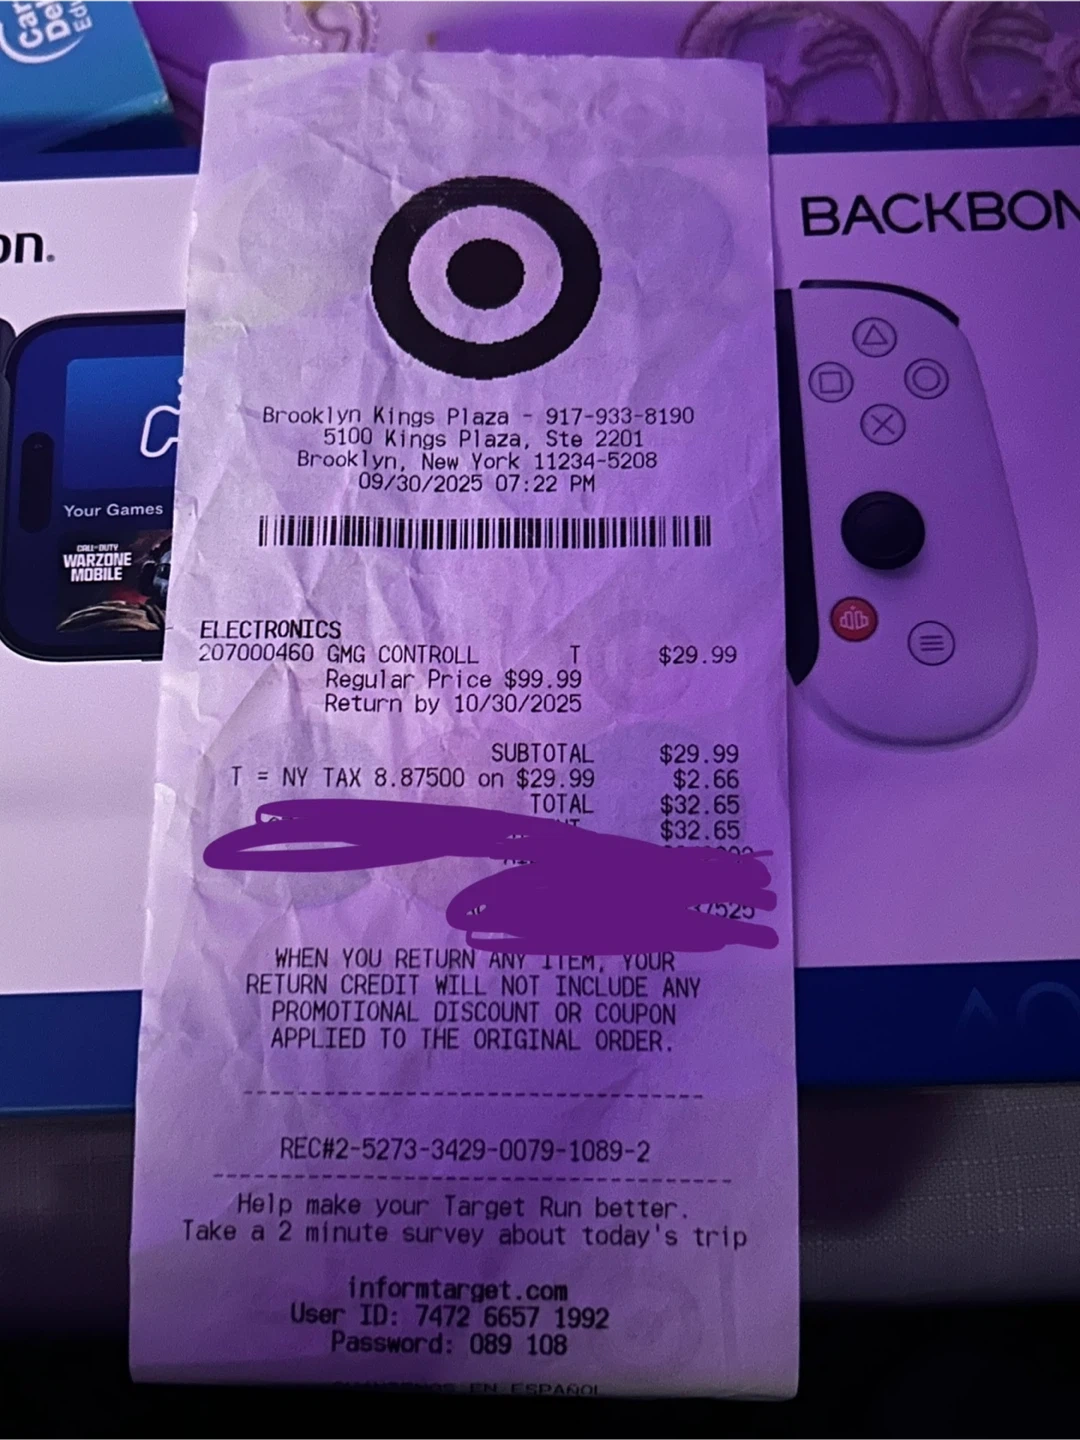 on.
BACKBON
Your Games
CALL OF DUTY
WARZONE
MOBILE
Brooklyn Kings Plaza - 917-933-8190
5100 Kings Plaza, Ste 2201
Brooklyn, New York 11234-5208
09/30/2025 07:22 PM
ELECTRONICS
207000460 GMG CONTROLL T $29.99
Regular Price $99.99
Return by 10/30/2025
SUBTOTAL $29.99
T = NY TAX 8.87500 on $29.99 $2.66
TOTAL $32.65
$32.65
WHEN YOU RETURN ANY ITEM, YOUR
RETURN CREDIT WILL NOT INCLUDE ANY
PROMOTIONAL DISCOUNT OR COUPON
APPLIED TO THE ORIGINAL ORDER.
REC#2-5273-3429-0079-1089-2
Help make your Target Run better.
Take a 2 minute survey about today's trip
informtarget.com
User ID: 7472 6657 1992
Password: 089 108
EN ESPAÑOL